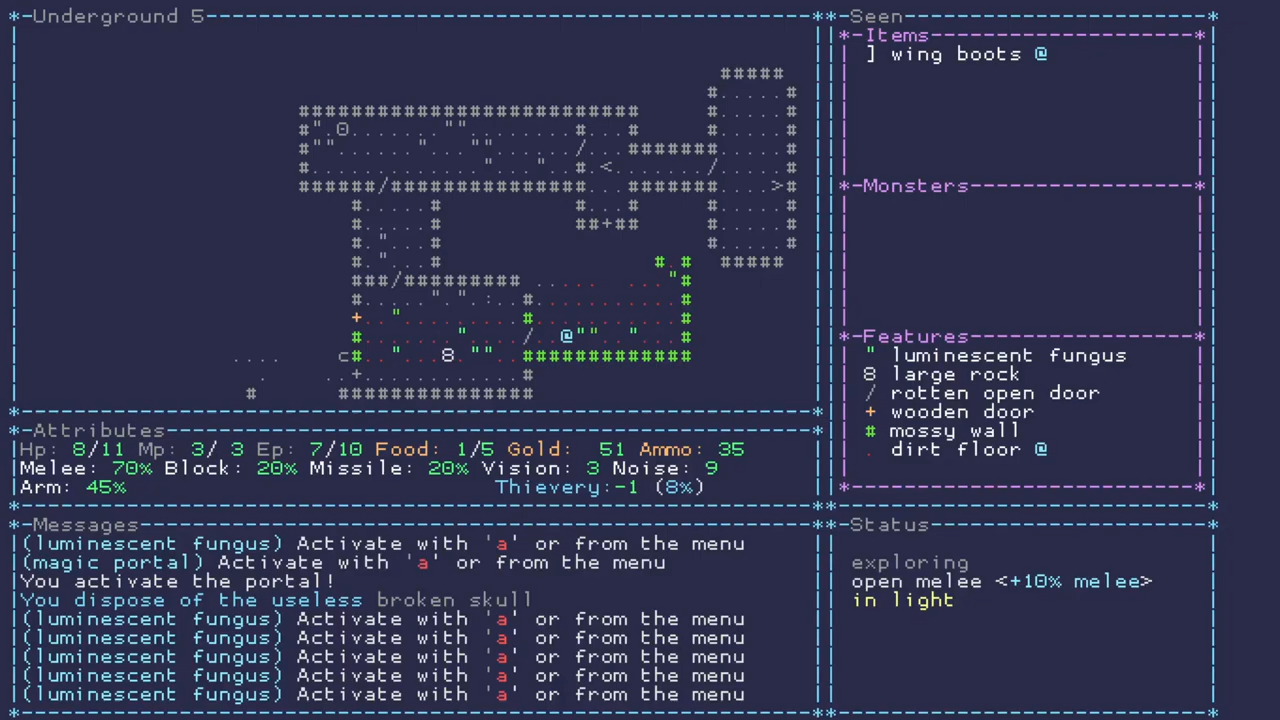 Underground 5
Attributes
Hp: 8/11 Mp: 3/ 3 Ep: 7/10 Food: 1/5 Gold: 51 Ammo: 35
Melee: 70% Block: 20% Missile: 20% Vision: 3 Noise: 9
Arm: 45% Thievery:-1 (8%)
Messages
(luminescent fungus) Activate with 'a' or from the menu
(magic portal) Activate with 'a' or from the menu
You activate the portal!
You dispose of the useless broken skull
(luminescent fungus) Activate with 'a' or from the menu
(luminescent fungus) Activate with 'a' or from the menu
(luminescent fungus) Activate with 'a' or from the menu
(luminescent fungus) Activate with 'a' or from the menu
(luminescent fungus) Activate with 'a' or from the menu
Seen
Items
] wing boots @
Monsters
Features
" luminescent fungus
8 large rock
/ rotten open door
+ wooden door
# mossy wall
. dirt floor @
Status
exploring
open melee <+10% melee>
in light